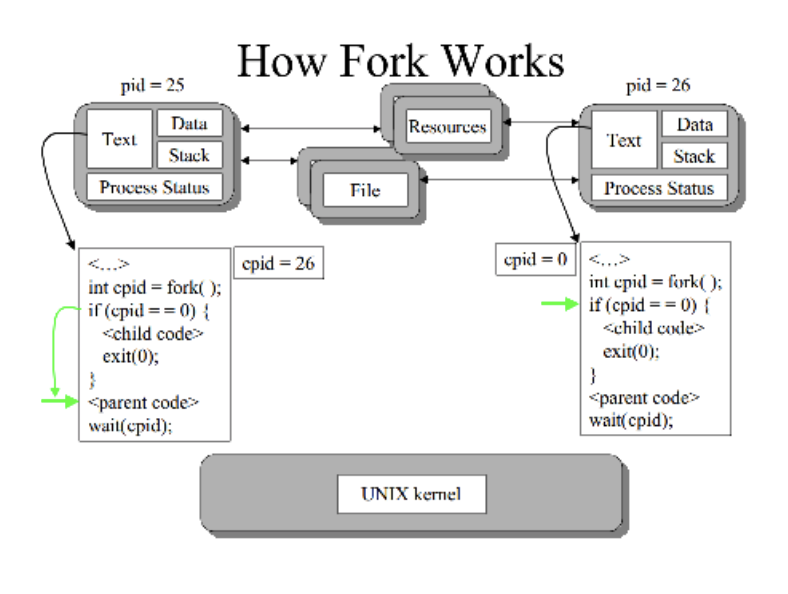 How Fork Works
pid = 25
pid = 26
Text
Data
Stack
Process Status
Resources
File
Text
Data
Stack
Process Status
cpid = 26
<...>
int cpid = fork( );
if (cpid = = 0) {
<child code>
exit(0);
}
<parent code>
wait(cpid);
cpid = 0
<...>
int cpid = fork( );
if (cpid = = 0) {
<child code>
exit(0);
}
<parent code>
wait(cpid);
UNIX kernel